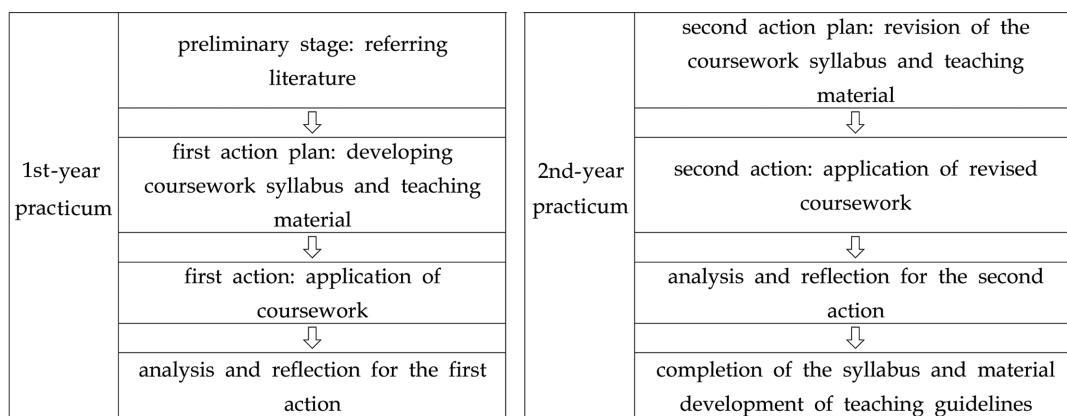 1st-year
practicum
preliminary stage: referring
literature
⇩
first action plan: developing
coursework syllabus and teaching
material
⇩
first action: application of
coursework
⇩
analysis and reflection for the first
action
2nd-year
practicum
second action plan: revision of the
coursework syllabus and teaching
material
⇩
second action: application of revised
coursework
⇩
analysis and reflection for the second
action
⇩
completion of the syllabus and material
development of teaching guidelines